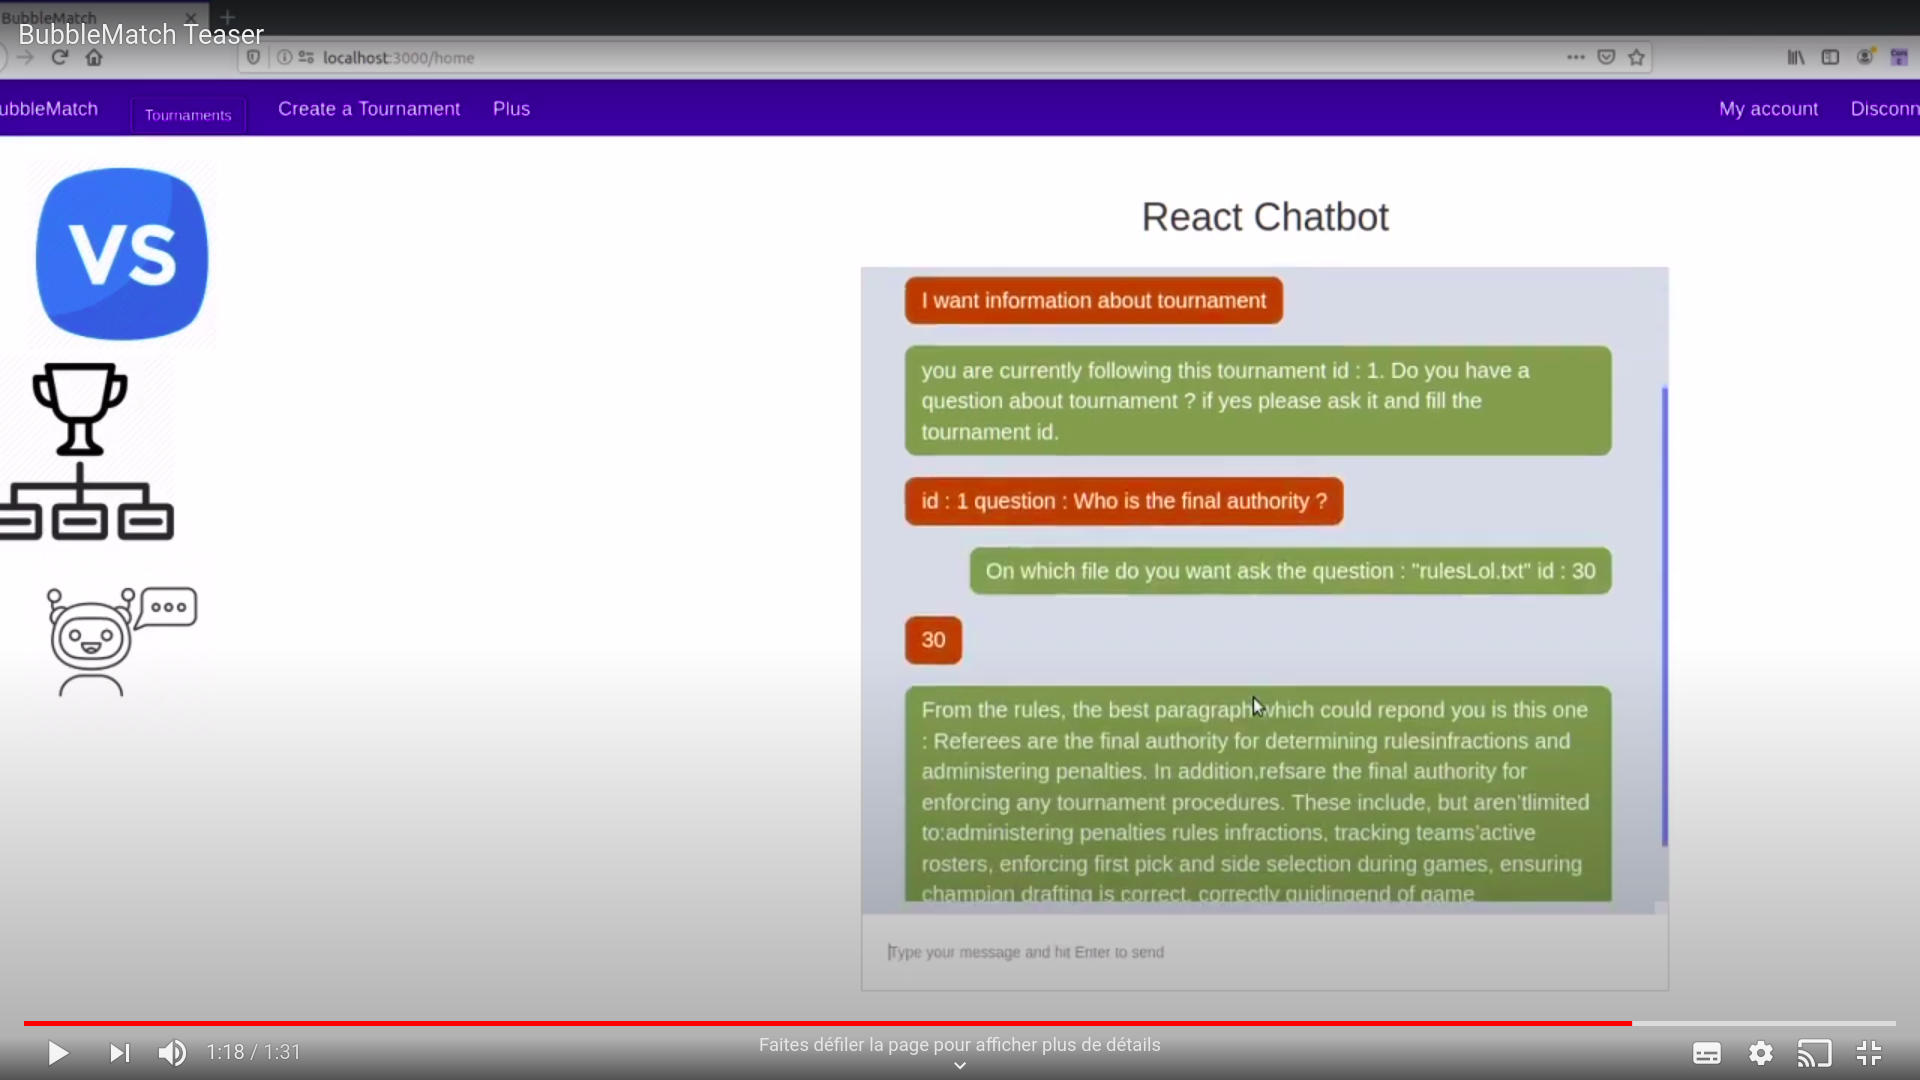 BubbleMatch
BubbleMatch Teaser
localhost:3000/home
ubbleMatch
Tournaments
Create a Tournament
Plus
My account
Disconn
VS
React Chatbot
I want information about tournament
you are currently following this tournament id : 1. Do you have a
question about tournament ? if yes please ask it and fill the
tournament id.
id : 1 question : Who is the final authority ?
On which file do you want ask the question : "rulesLol.txt" id : 30
30
From the rules, the best paragraph which could repond you is this one
: Referees are the final authority for determining rulesinfractions and
administering penalties. In addition,refsare the final authority for
enforcing any tournament procedures. These include, but aren'tlimited
to:administering penalties rules infractions, tracking teams'active
rosters, enforcing first pick and side selection during games, ensuring
champion drafting is correct, correctly guidingend of game
Type your message and hit Enter to send
1:18 / 1:31
Faites défiler la page pour afficher plus de détails